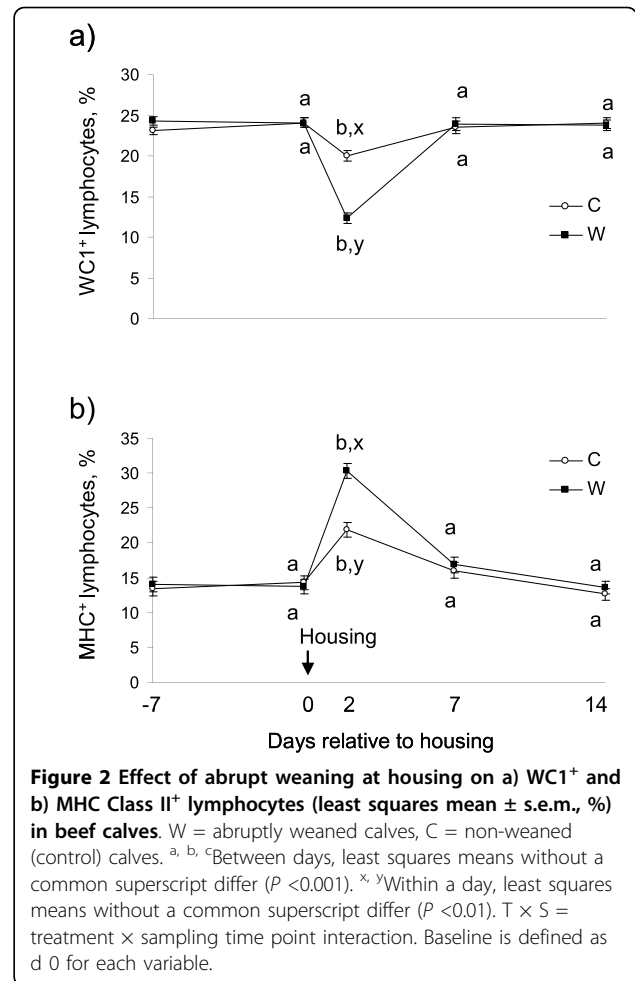 a)
30
25
20
15
10
5
0
WC1⁺ lymphocytes, %
a
a
b,x
b,y
a
a
a
a
C
W
b)
35
30
25
20
15
10
5
0
MHC⁺ lymphocytes, %
a
a
b,x
b,y
a
a
a
a
C
W
Housing
-7 0 2 7 14
Days relative to housing
Figure 2 Effect of abrupt weaning at housing on a) WC1⁺ and
b) MHC Class II⁺ lymphocytes (least squares mean ± s.e.m., %)
in beef calves. W = abruptly weaned calves, C = non-weaned
(control) calves. ᵃ, ᵇ, ᶜBetween days, least squares means without a
common superscript differ (P <0.001). ˣ, ʸWithin a day, least squares
means without a common superscript differ (P <0.01). T × S =
treatment × sampling time point interaction. Baseline is defined as
d 0 for each variable.